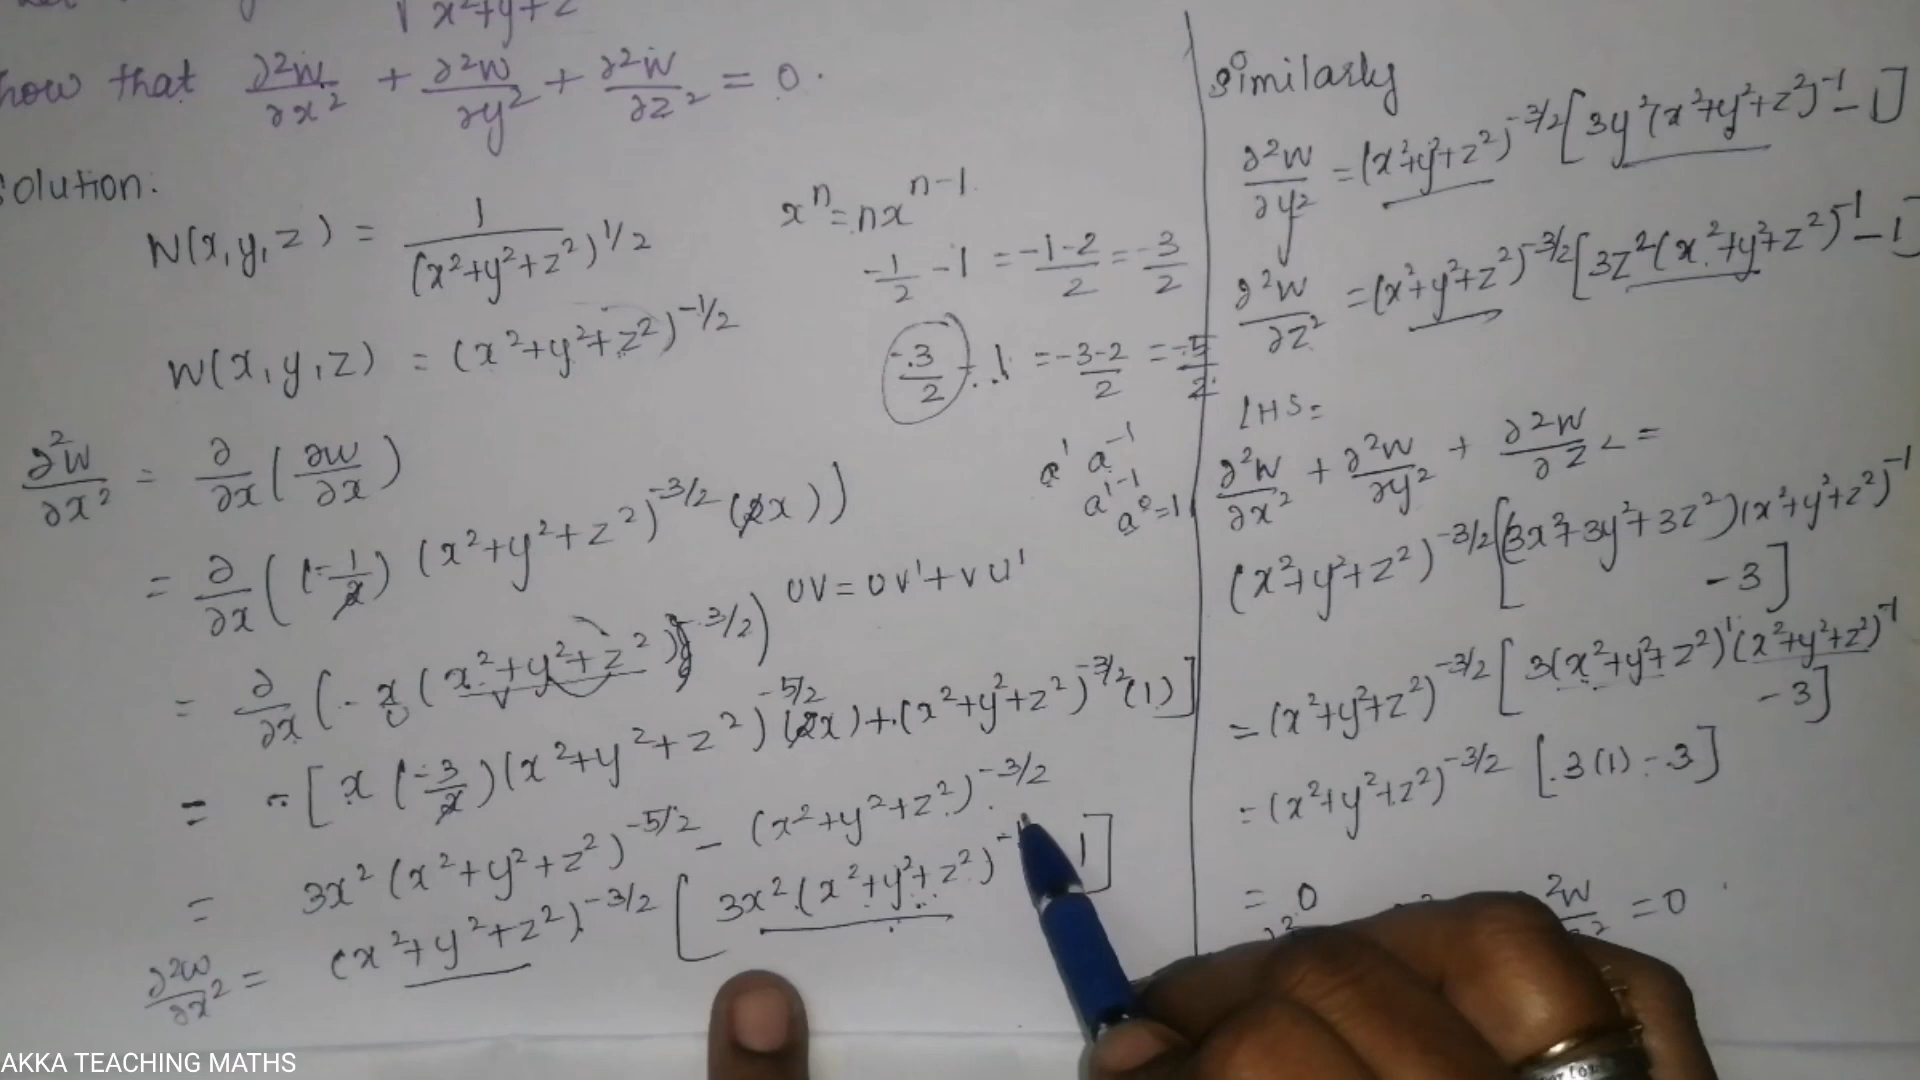 √x²+y²+z²
show that ∂²w/∂x² + ∂²w/∂y² + ∂²w/∂z² = 0.
Solution:
W(x,y,z) = 1/(x²+y²+z²)^1/2
W(x,y,z) = (x²+y²+z²)^-1/2
∂²w/∂x² = ∂/∂x(∂w/∂x)
= ∂/∂x((-1/2)(x²+y²+z²)^-3/2 (2x))
= ∂/∂x(-x(x²+y²+z²)^-3/2)
UV = UV'+VU'
= -[x(-3/2)(x²+y²+z²)^-5/2 (2x)+(x²+y²+z²)^-3/2 (1)]
= 3x²(x²+y²+z²)^-5/2 - (x²+y²+z²)^-3/2
∂²w/∂x² = (x²+y²+z²)^-3/2 [3x²(x²+y²+z²)^- 1]
x^n = nx^n-1
-1/2 -1 = -1-2/2 = -3/2
-3/2 - 1 = -3-2/2 = -5/2
a^1 a^-1
a^1-1
a^0=1
Similarly
∂²w/∂y² = (x²+y²+z²)^-3/2 [3y²(x²+y²+z²)^-1 -1]
∂²w/∂z² = (x²+y²+z²)^-3/2 [3z²(x²+y²+z²)^-1 -1]
LHS=
∂²w/∂x² + ∂²w/∂y² + ∂²w/∂z² =
(x²+y²+z²)^-3/2 [(3x²+3y²+3z²)(x²+y²+z²)^-1
-3]
= (x²+y²+z²)^-3/2 [3(x²+y²+z²)^1 (x²+y²+z²)^-1
-3]
= (x²+y²+z²)^-3/2 [3(1)-3]
= 0
²w = 0
AKKA TEACHING MATHS